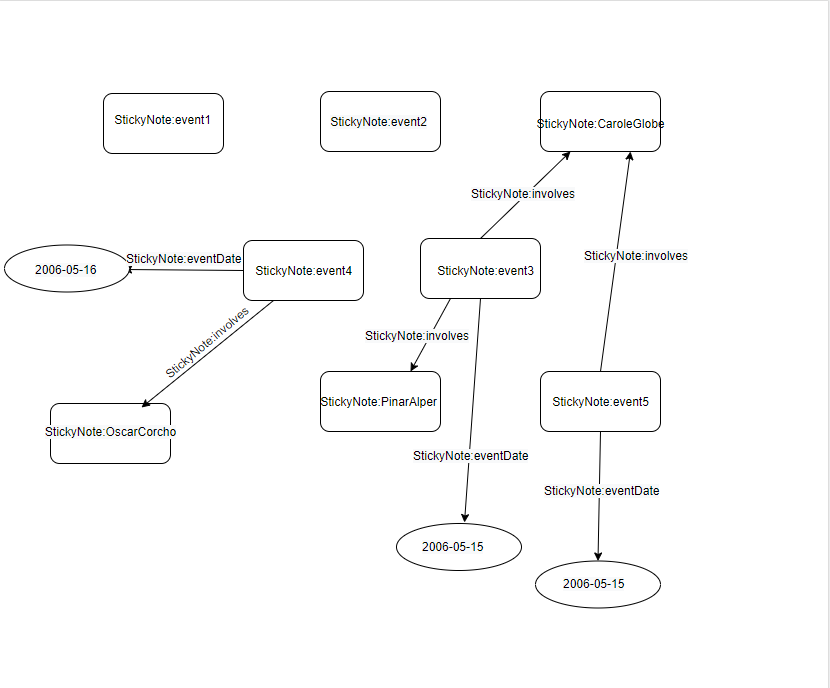 StickyNote:event1
StickyNote:event2
StickyNote:CaroleGlobe
StickyNote:involves
2006-05-16
StickyNote:eventDate
StickyNote:event4
StickyNote:event3
StickyNote:involves
StickyNote:involves
StickyNote:involves
StickyNote:OscarCorcho
StickyNote:PinarAlper
StickyNote:event5
StickyNote:eventDate
StickyNote:eventDate
2006-05-15
2006-05-15